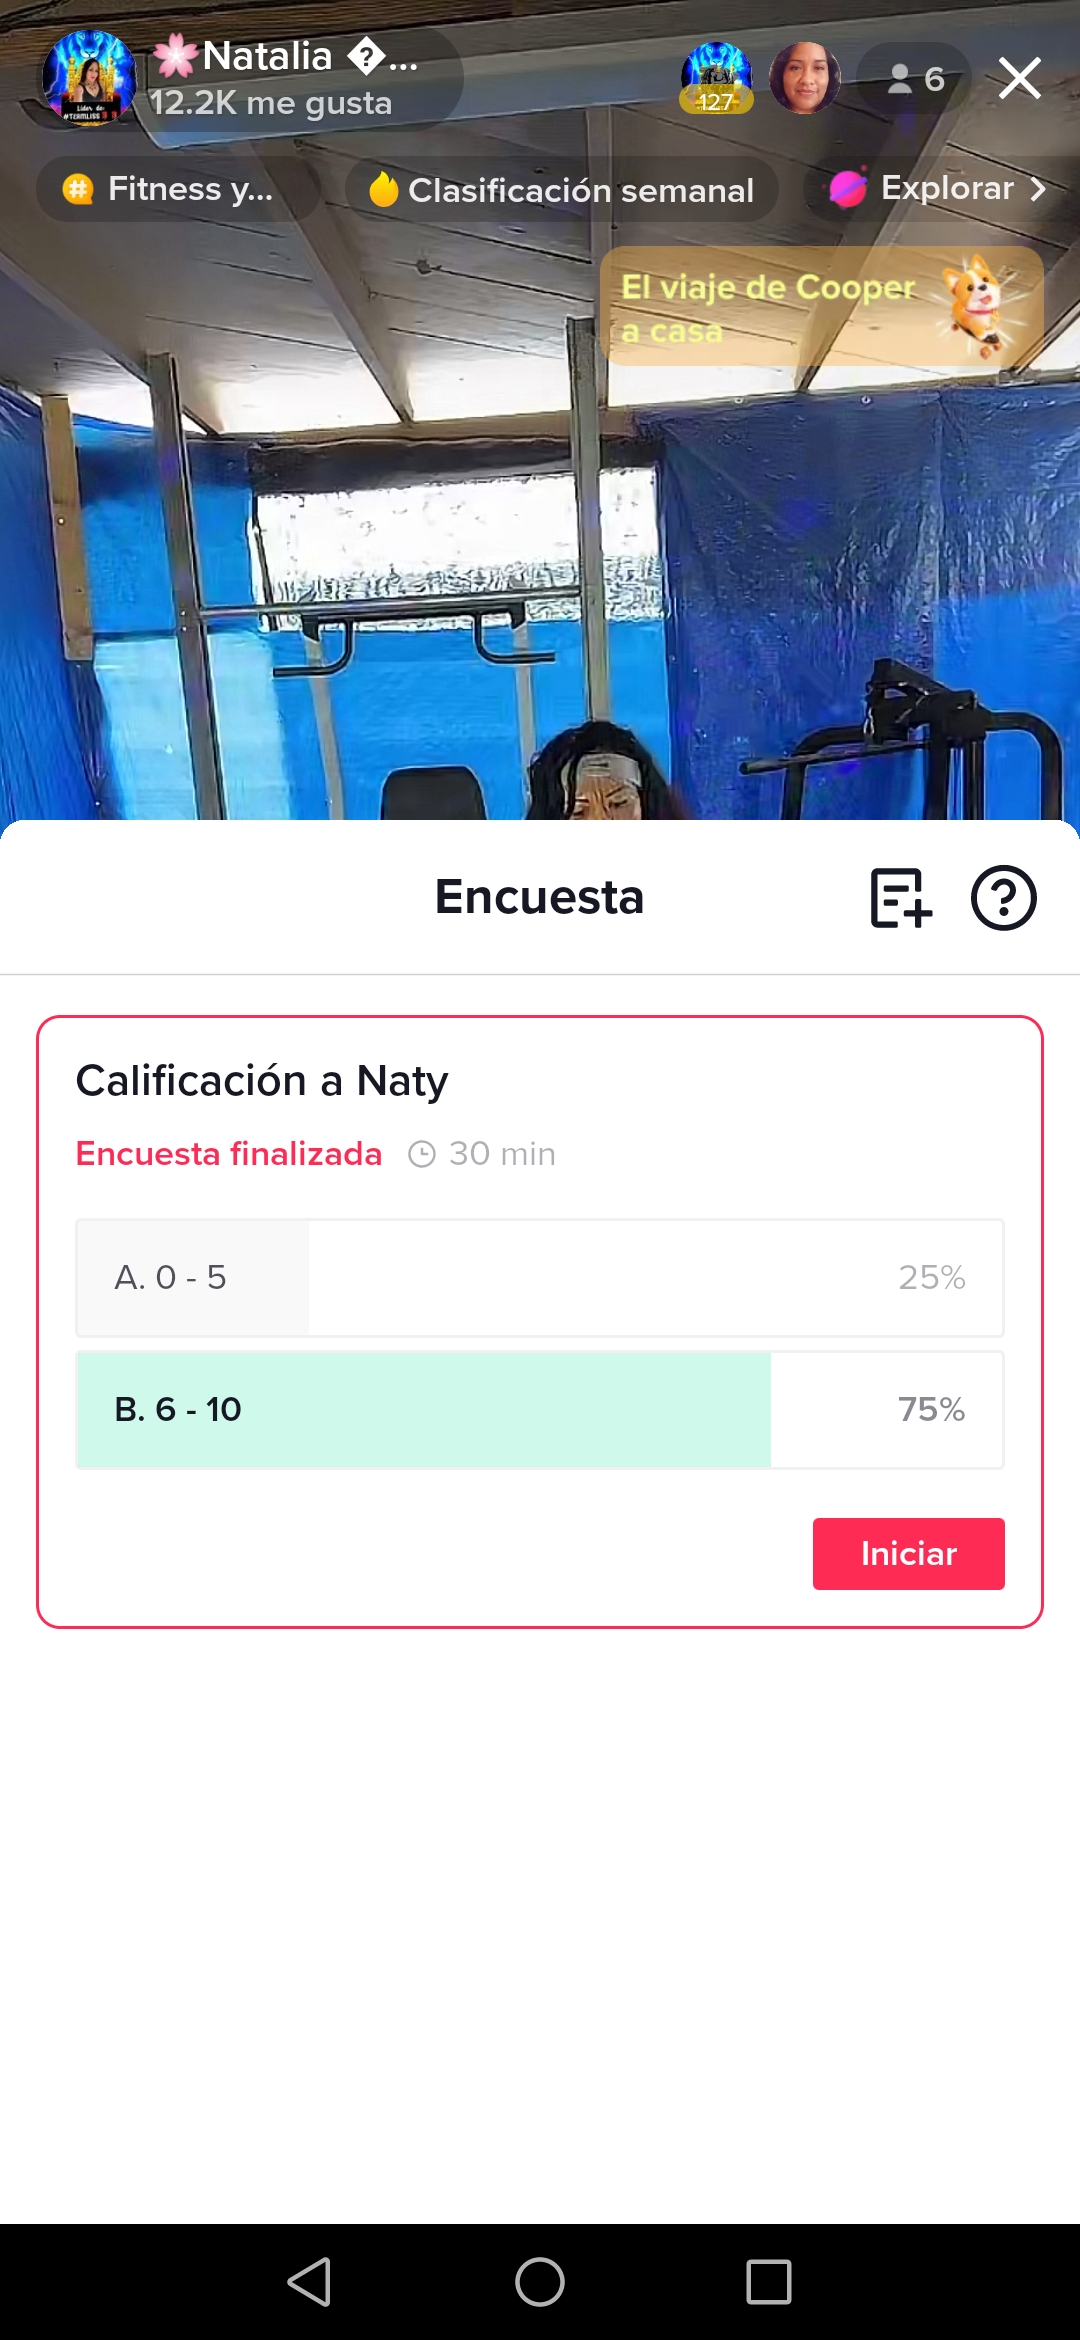 🌸Natalia �...
12.2K me gusta
127
6
Fitness y...
Clasificación semanal
Explorar
El viaje de Cooper
a casa
Encuesta
Calificación a Naty
Encuesta finalizada 30 min
A. 0 - 5 25%
B. 6 - 10 75%
Iniciar